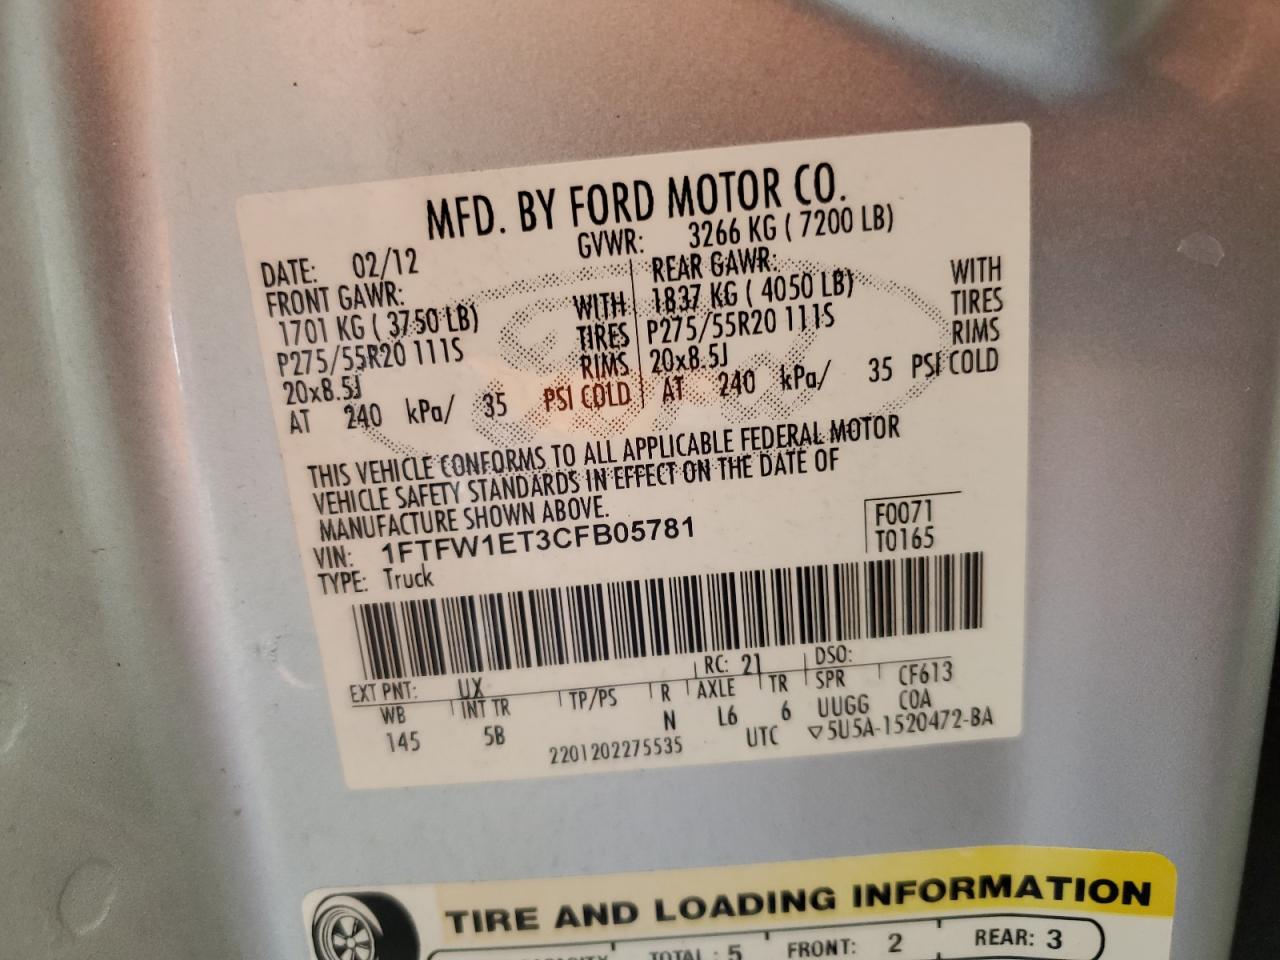 MFD. BY FORD MOTOR CO.
DATE: 02/12 GVWR: 3266 KG ( 7200 LB)
FRONT GAWR: REAR GAWR:
1701 KG ( 3750 LB) WITH 1837 KG ( 4050 LB) WITH
P275/55R20 111S TIRES P275/55R20 111S TIRES
20x8.5J RIMS 20x8.5J RIMS
AT 240 kPa/ 35 PSI COLD AT 240 kPa/ 35 PSI COLD
THIS VEHICLE CONFORMS TO ALL APPLICABLE FEDERAL MOTOR
VEHICLE SAFETY STANDARDS IN EFFECT ON THE DATE OF
MANUFACTURE SHOWN ABOVE.
VIN: 1FTFW1ET3CFB05781 F0071
TYPE: Truck T0165
EXT PNT: UX RC: 21 DSO:
WB INT TR TP/PS R AXLE TR SPR CF613
145 5B N L6 6 UUGG COA
2201202275535 UTC ▽5U5A-1520472-BA
TIRE AND LOADING INFORMATION
TOTAL : 5 FRONT: 2 REAR: 3